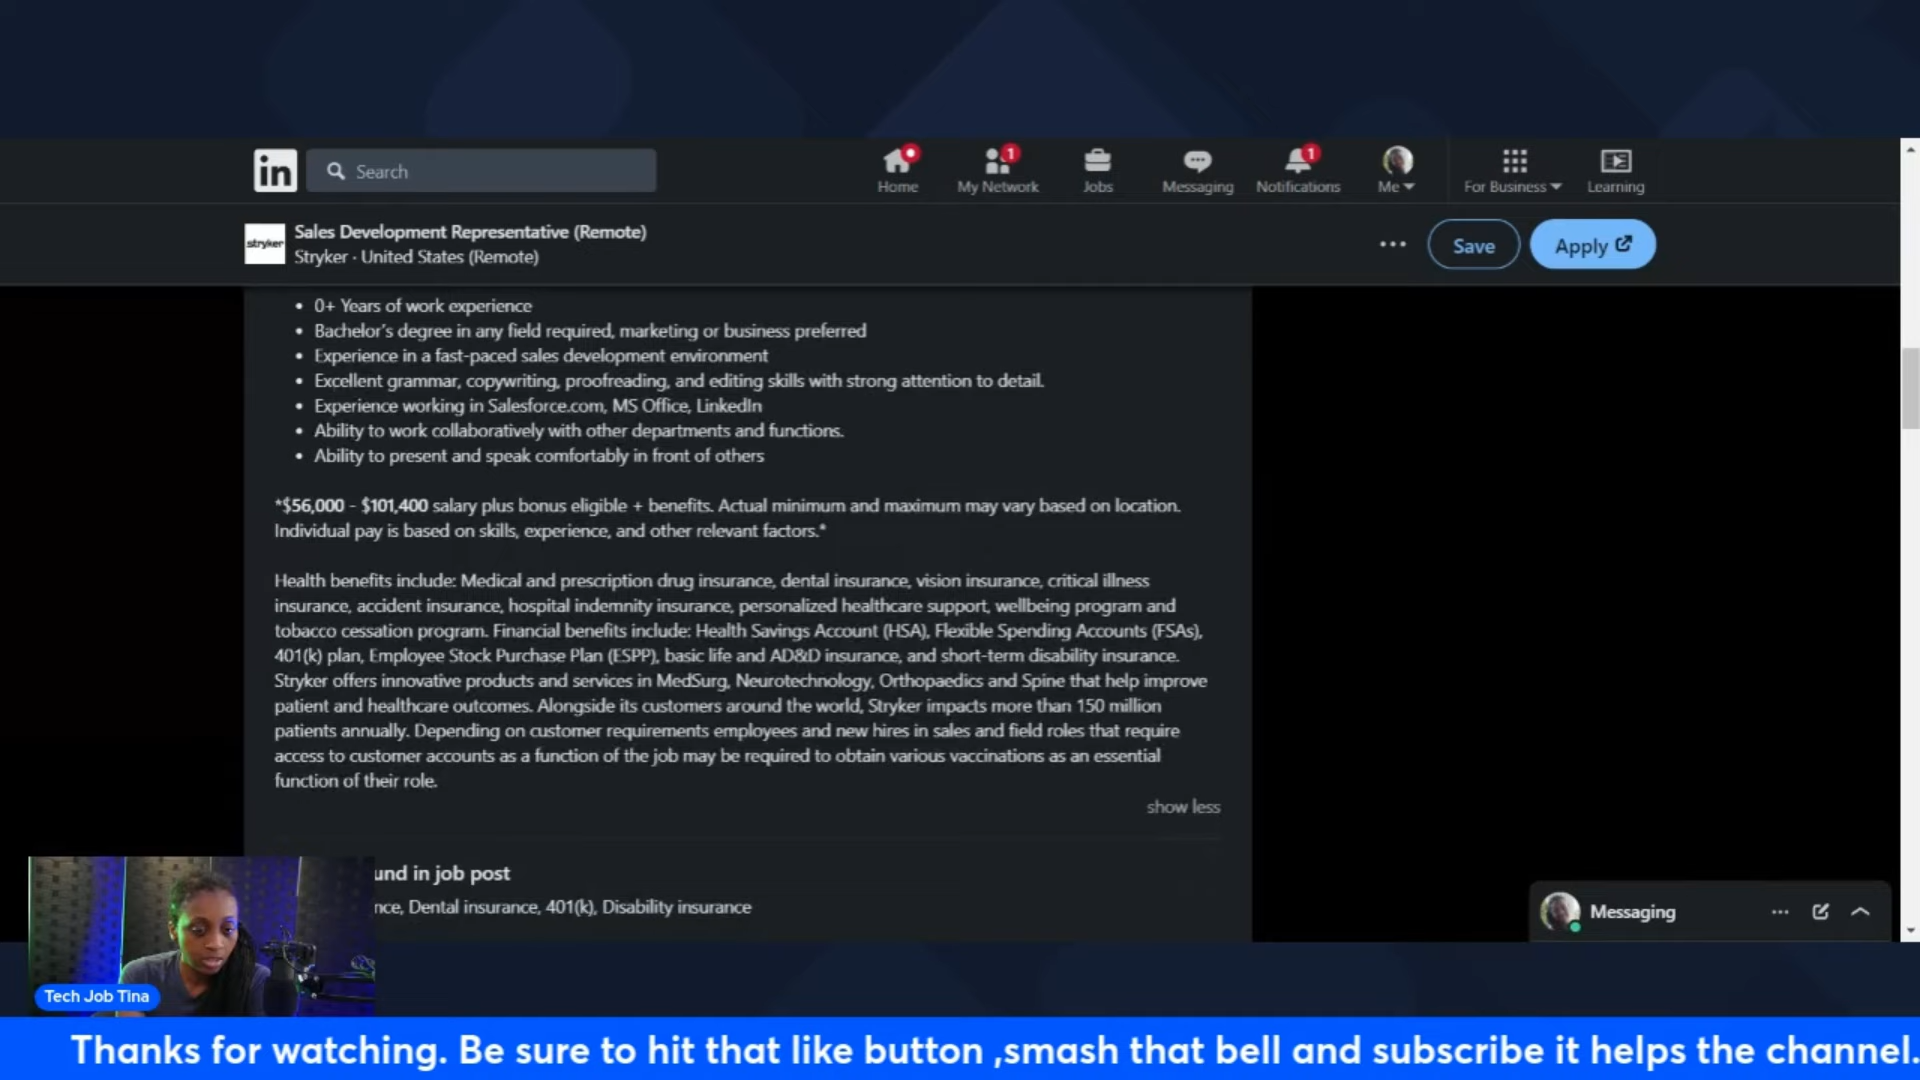 in
Search
Home
1
My Network
Jobs
Messaging
1
Notifications
Me
For Business
Learning
stryker
Sales Development Representative (Remote)
Stryker · United States (Remote)
Save
Apply
• 0+ Years of work experience
• Bachelor's degree in any field required, marketing or business preferred
• Experience in a fast-paced sales development environment
• Excellent grammar, copywriting, proofreading, and editing skills with strong attention to detail.
• Experience working in Salesforce.com, MS Office, LinkedIn
• Ability to work collaboratively with other departments and functions.
• Ability to present and speak comfortably in front of others
*$56,000 - $101,400 salary plus bonus eligible + benefits. Actual minimum and maximum may vary based on location.
Individual pay is based on skills, experience, and other relevant factors.*
Health benefits include: Medical and prescription drug insurance, dental insurance, vision insurance, critical illness
insurance, accident insurance, hospital indemnity insurance, personalized healthcare support, wellbeing program and
tobacco cessation program. Financial benefits include: Health Savings Account (HSA), Flexible Spending Accounts (FSAs),
401(k) plan, Employee Stock Purchase Plan (ESPP), basic life and AD&D insurance, and short-term disability insurance.
Stryker offers innovative products and services in MedSurg, Neurotechnology, Orthopaedics and Spine that help improve
patient and healthcare outcomes. Alongside its customers around the world, Stryker impacts more than 150 million
patients annually. Depending on customer requirements employees and new hires in sales and field roles that require
access to customer accounts as a function of the job may be required to obtain various vaccinations as an essential
function of their role.
show less
und in job post
nce, Dental insurance, 401(k), Disability insurance
Messaging
Tech Job Tina
Thanks for watching. Be sure to hit that like button ,smash that bell and subscribe it helps the channel.